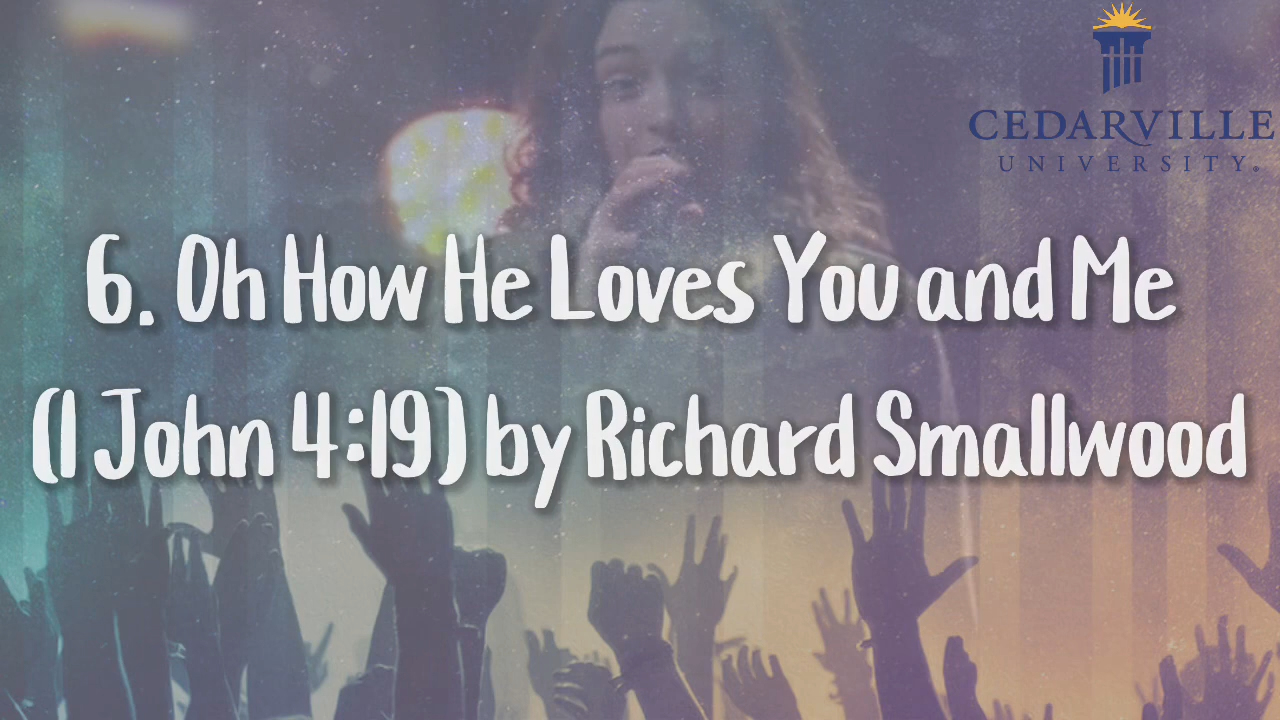 CEDARVILLE
UNIVERSITY®
6. Oh How He Loves You and Me
(1 John 4:19) by Richard Smallwood